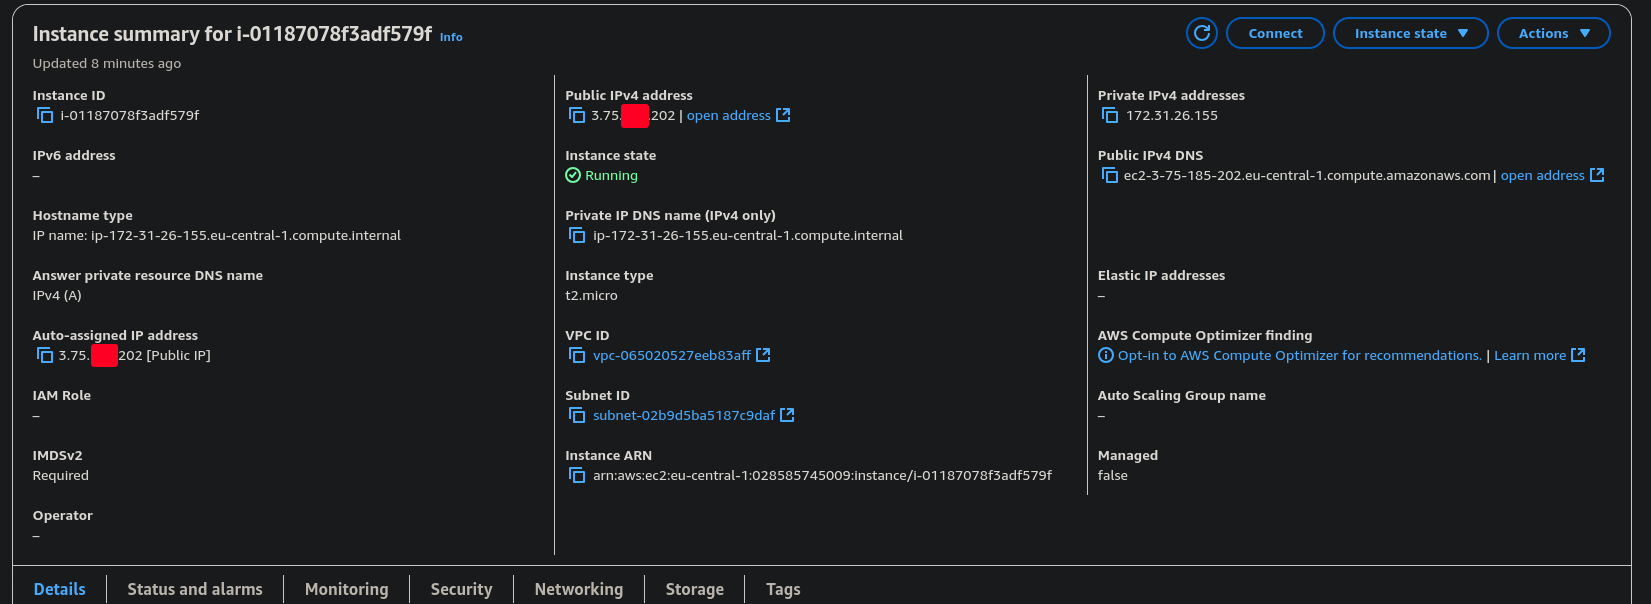 Instance summary for i-01187078f3adf579f Info
Connect
Instance state
Actions
Updated 8 minutes ago
Instance ID
i-01187078f3adf579f
Public IPv4 address
3.75. .202 | open address
Private IPv4 addresses
172.31.26.155
IPv6 address
–
Instance state
Running
Public IPv4 DNS
ec2-3-75-185-202.eu-central-1.compute.amazonaws.com | open address
Hostname type
IP name: ip-172-31-26-155.eu-central-1.compute.internal
Private IP DNS name (IPv4 only)
ip-172-31-26-155.eu-central-1.compute.internal
Answer private resource DNS name
IPv4 (A)
Instance type
t2.micro
Elastic IP addresses
–
Auto-assigned IP address
3.75. 202 [Public IP]
VPC ID
vpc-065020527eeb83aff
AWS Compute Optimizer finding
Opt-in to AWS Compute Optimizer for recommendations. | Learn more
IAM Role
–
Subnet ID
subnet-02b9d5ba5187c9daf
Auto Scaling Group name
–
IMDSv2
Required
Instance ARN
arn:aws:ec2:eu-central-1:028585745009:instance/i-01187078f3adf579f
Managed
false
Operator
–
Details
Status and alarms
Monitoring
Security
Networking
Storage
Tags